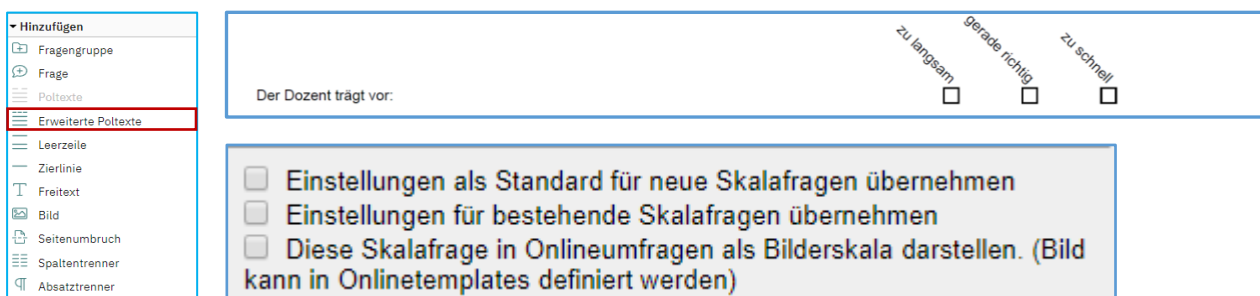 Hinzufügen
Fragengruppe
Frage
Poltexte
Erweiterte Poltexte
Leerzeile
Zierlinie
Freitext
Bild
Seitenumbruch
Spaltentrenner
Absatztrenner
zu langsam
gerade richtig
zu schnell
Der Dozent trägt vor:
Einstellungen als Standard für neue Skalafragen übernehmen
Einstellungen für bestehende Skalafragen übernehmen
Diese Skalafrage in Onlineumfragen als Bilderskala darstellen. (Bild
kann in Onlinetemplates definiert werden)